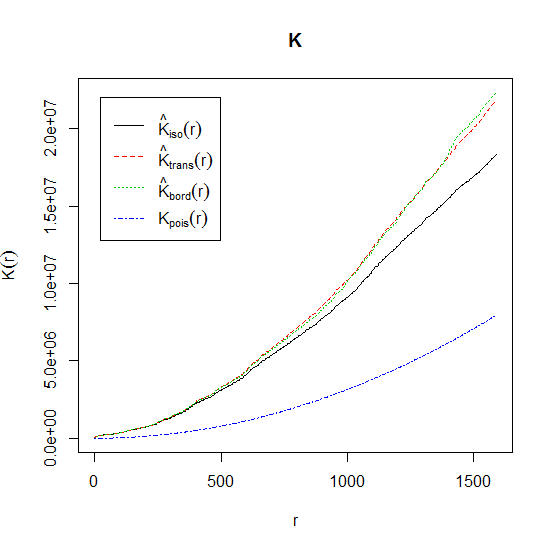 K
K̂iso(r)
K̂trans(r)
K̂bord(r)
Kpois(r)
K(r)
0.0e+00 5.0e+06 1.0e+07 1.5e+07 2.0e+07
0 500 1000 1500
r